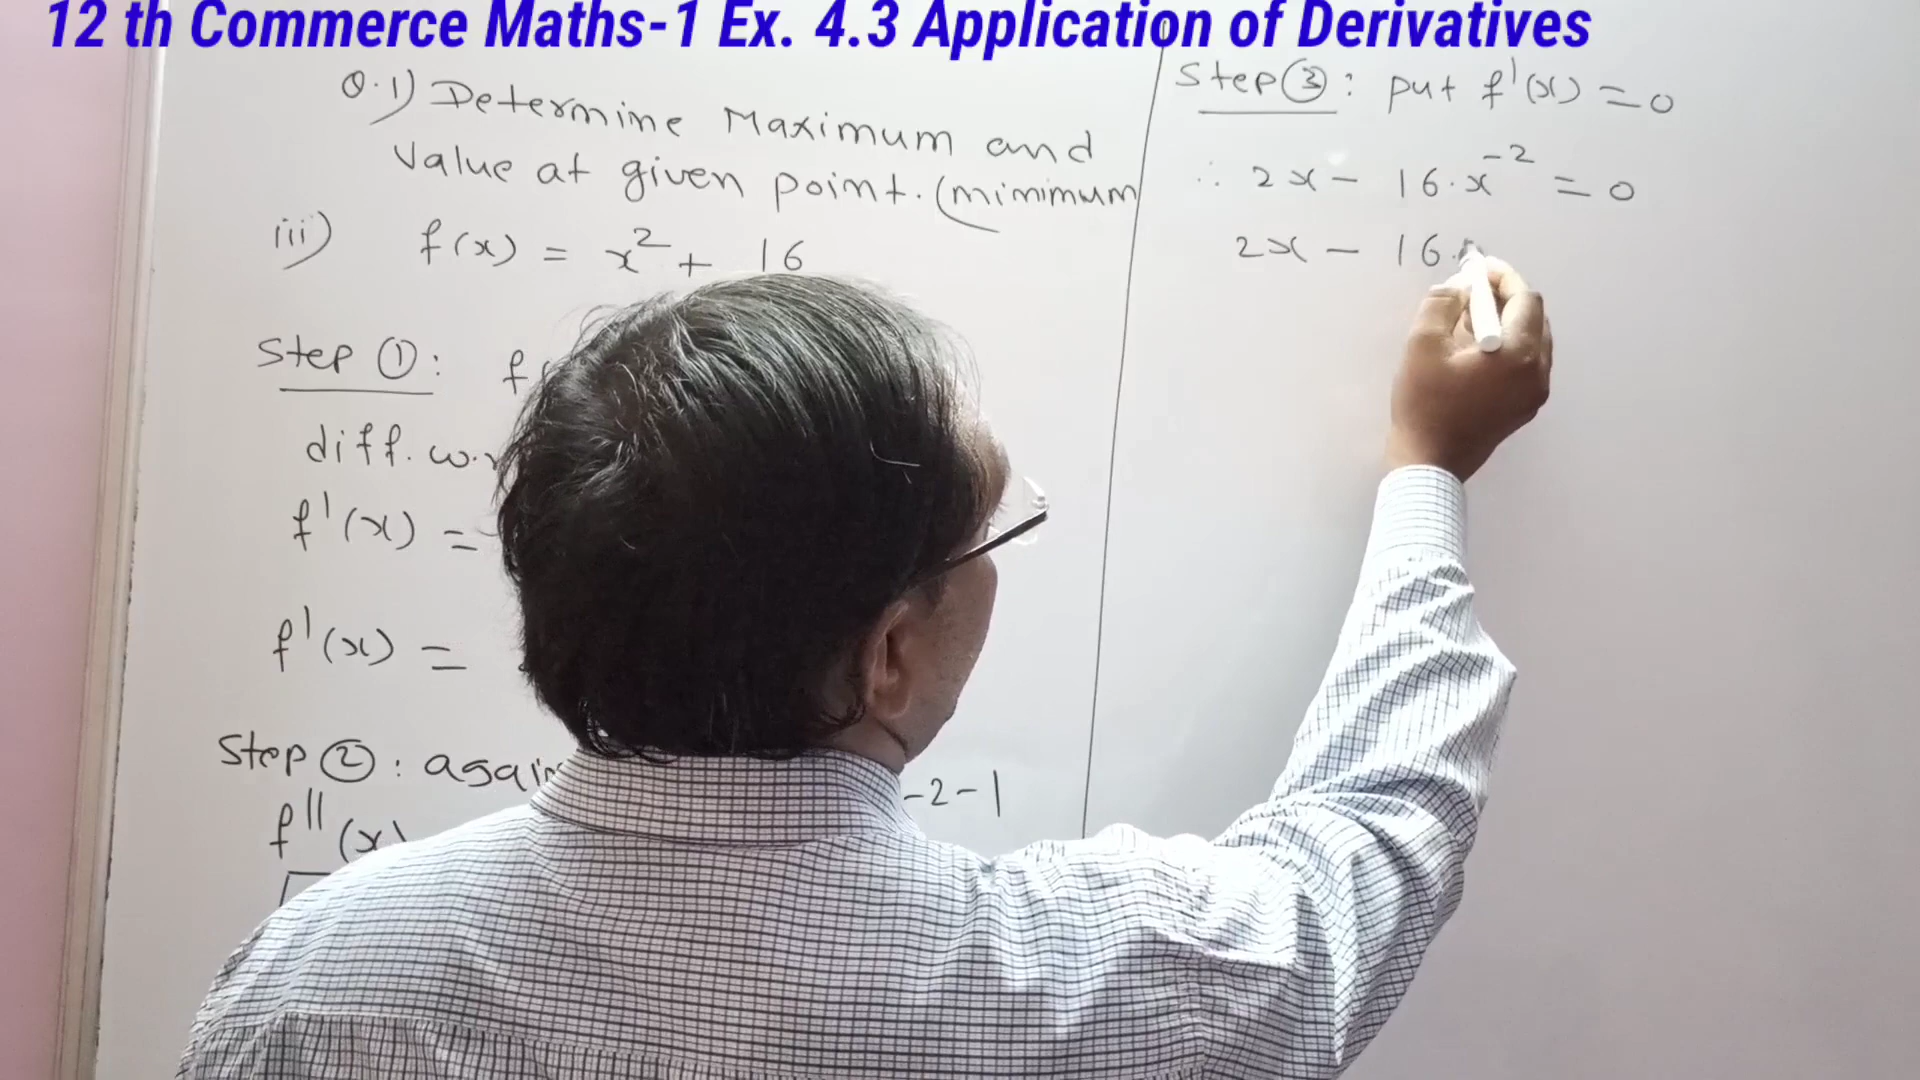 12 th Commerce Maths-1 Ex. 4.3 Application of Derivatives
Q.1) Determine Maximum and
Value at given point. (minimum
iii) f(x) = x² + 16
Step ①: f
diff. w.
f'(x) =
f'(x) =
Step ②: again
-2-1
f''(x)
Step ③: put f'(x) = 0
∴ 2x - 16.x⁻² = 0
2x - 16.